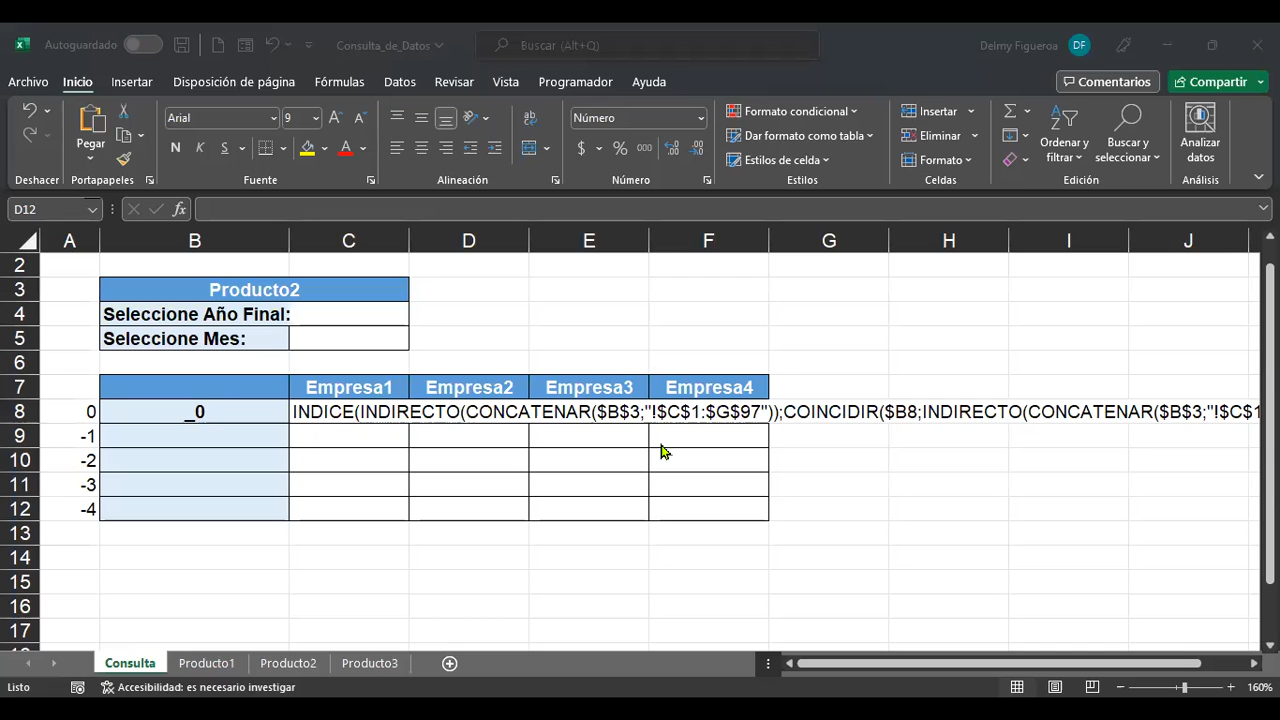 Autoguardado Consulta_de_Datos Buscar (Alt+Q) Delmy Figueroa DF
Archivo Inicio Insertar Disposición de página Fórmulas Datos Revisar Vista Programador Ayuda Comentarios Compartir
Pegar
Deshacer Portapapeles
Arial 9
N K S
Fuente
ab
Alineación
Número
$ % 000
Número
Formato condicional
Dar formato como tabla
Estilos de celda
Estilos
Insertar
Eliminar
Formato
Celdas
Ordenar y filtrar
Buscar y seleccionar
Edición
Analizar datos
Análisis
D12 fx
A B C D E F G H I J
2
3 Producto2
4 Seleccione Año Final:
5 Seleccione Mes:
6
7 Empresa1 Empresa2 Empresa3 Empresa4
8 0 _0 INDICE(INDIRECTO(CONCATENAR($B$3;"!$C$1:$G$97"));COINCIDIR($B8;INDIRECTO(CONCATENAR($B$3;"!$C$1
9 -1
10 -2
11 -3
12 -4
13
14
15
16
17
Consulta Producto1 Producto2 Producto3
Listo Accesibilidad: es necesario investigar 160%